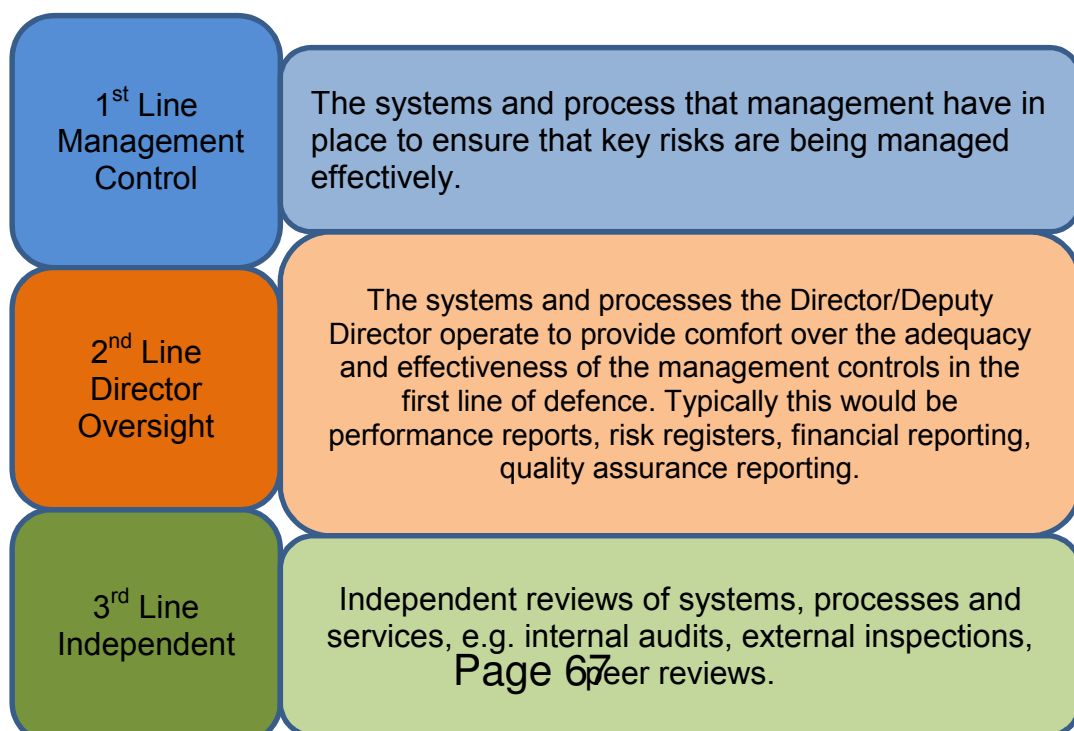 1st Line
Management
Control
The systems and process that management have in
place to ensure that key risks are being managed
effectively.
2nd Line
Director
Oversight
The systems and processes the Director/Deputy
Director operate to provide comfort over the adequacy
and effectiveness of the management controls in the
first line of defence. Typically this would be
performance reports, risk registers, financial reporting,
quality assurance reporting.
3rd Line
Independent
Independent reviews of systems, processes and
services, e.g. internal audits, external inspections,
peer reviews.
Page 67